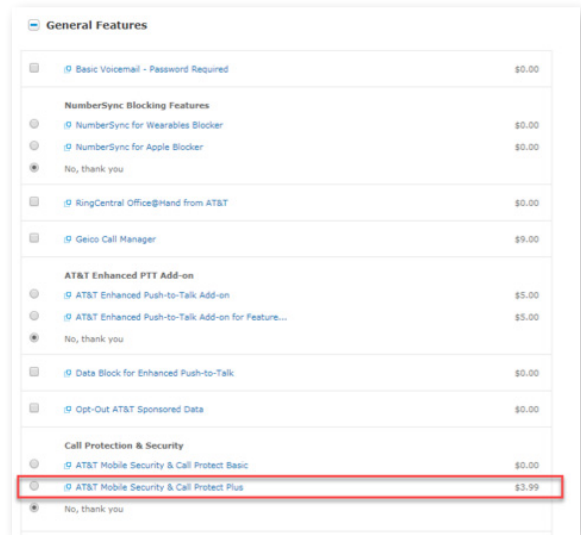 General Features
Basic Voicemail - Password Required $0.00
NumberSync Blocking Features
NumberSync for Wearables Blocker $0.00
NumberSync for Apple Blocker $0.00
No, thank you
RingCentral Office@Hand from AT&T $0.00
Geico Call Manager $9.00
AT&T Enhanced PTT Add-on
AT&T Enhanced Push-to-Talk Add-on $5.00
AT&T Enhanced Push-to-Talk Add-on for Feature... $5.00
No, thank you
Data Block for Enhanced Push-to-Talk $0.00
Opt-Out AT&T Sponsored Data $0.00
Call Protection & Security
AT&T Mobile Security & Call Protect Basic $0.00
AT&T Mobile Security & Call Protect Plus $3.99
No, thank you